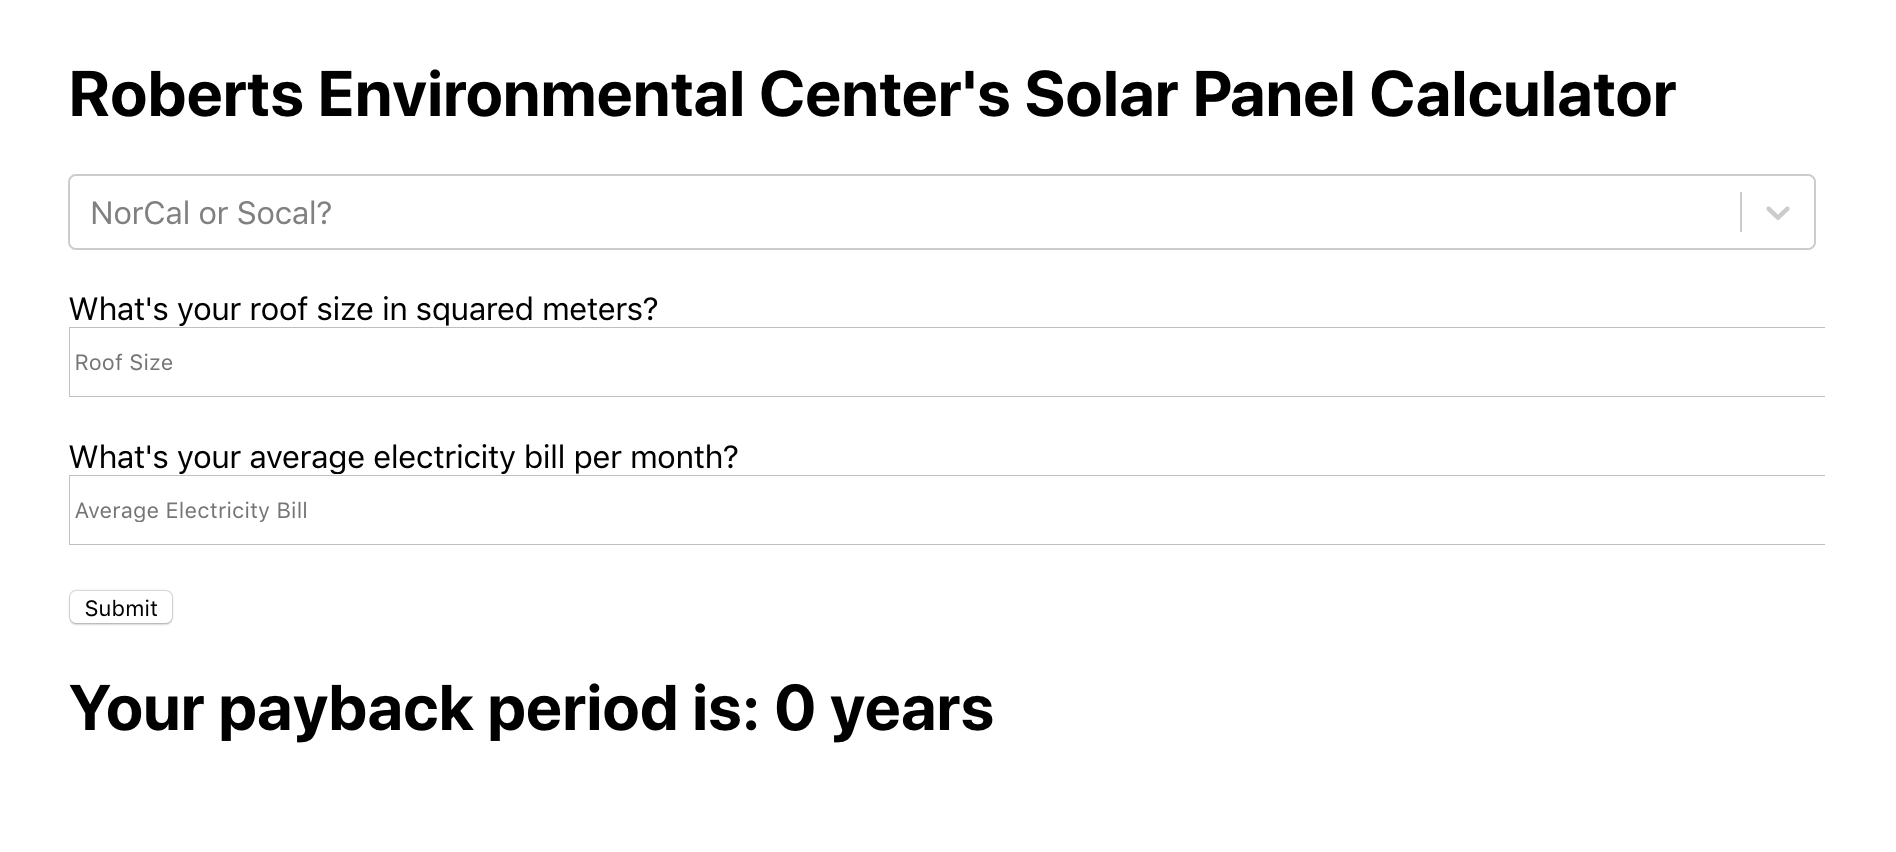 Roberts Environmental Center's Solar Panel Calculator
NorCal or Socal?
What's your roof size in squared meters?
Roof Size
What's your average electricity bill per month?
Average Electricity Bill
Submit
Your payback period is: 0 years